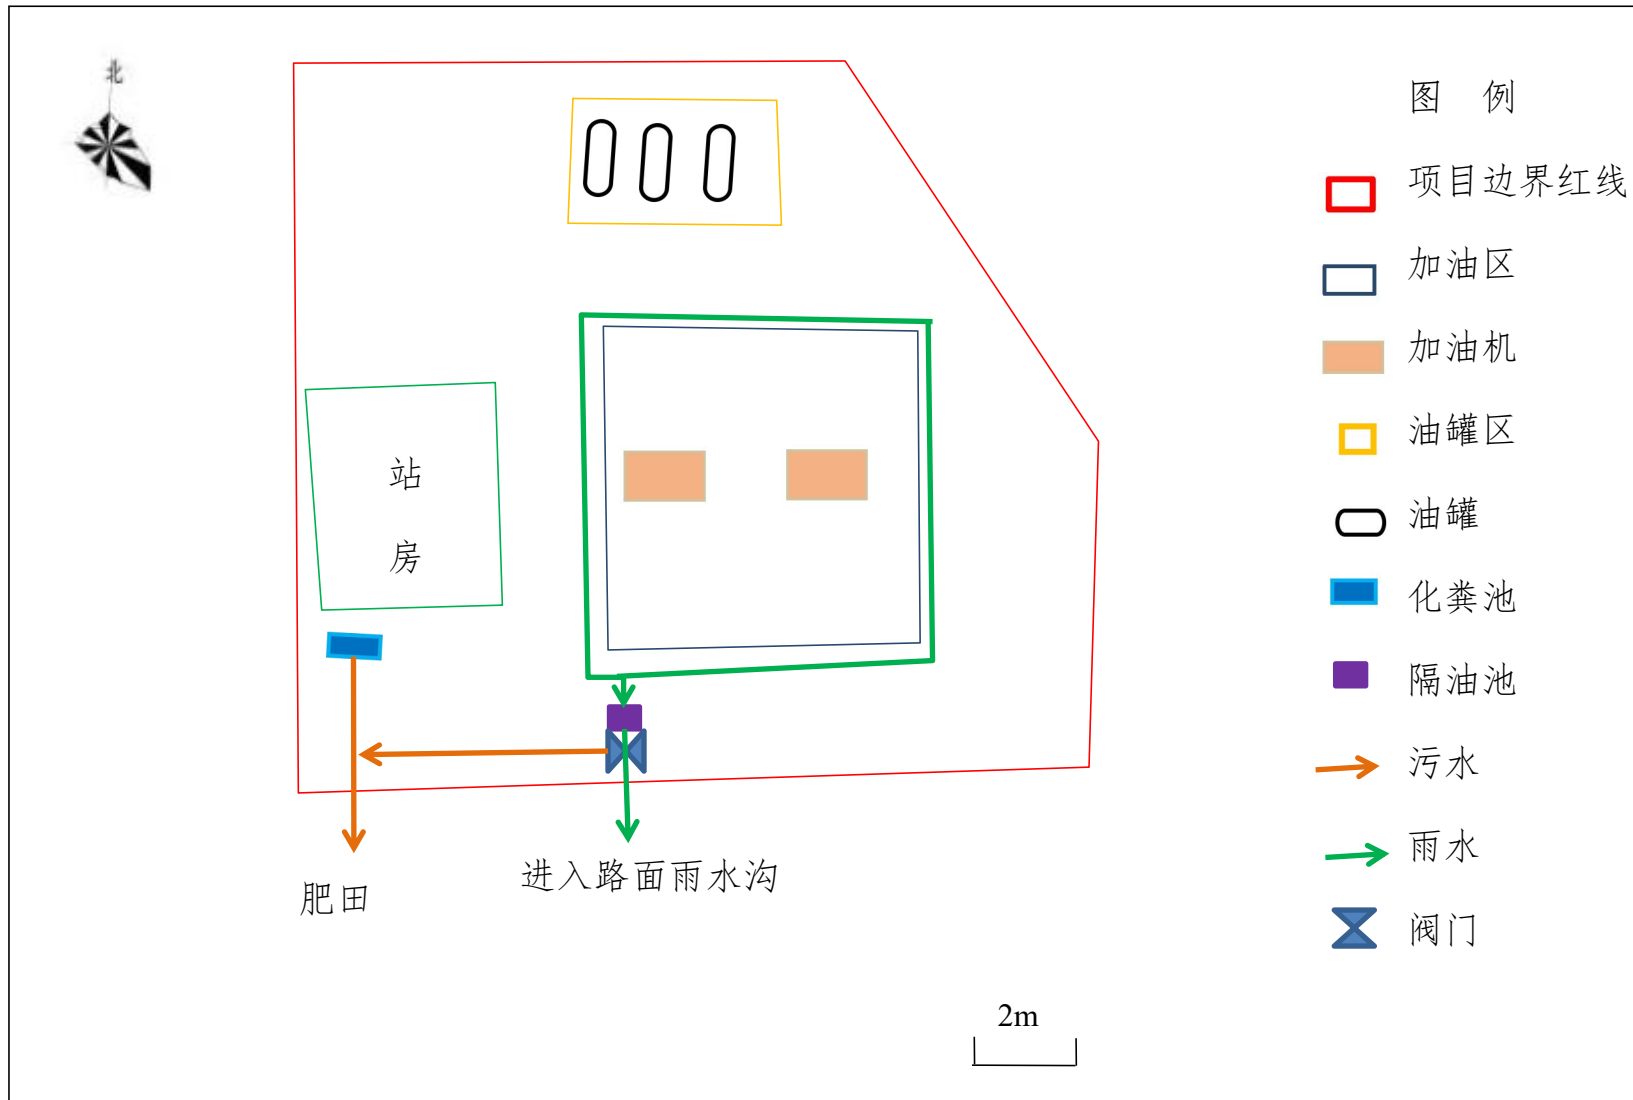 北
图 例
项目边界红线
加油区
加油机
油罐区
油罐
化粪池
隔油池
污水
雨水
阀门
站
房
肥田
进入路面雨水沟
2m